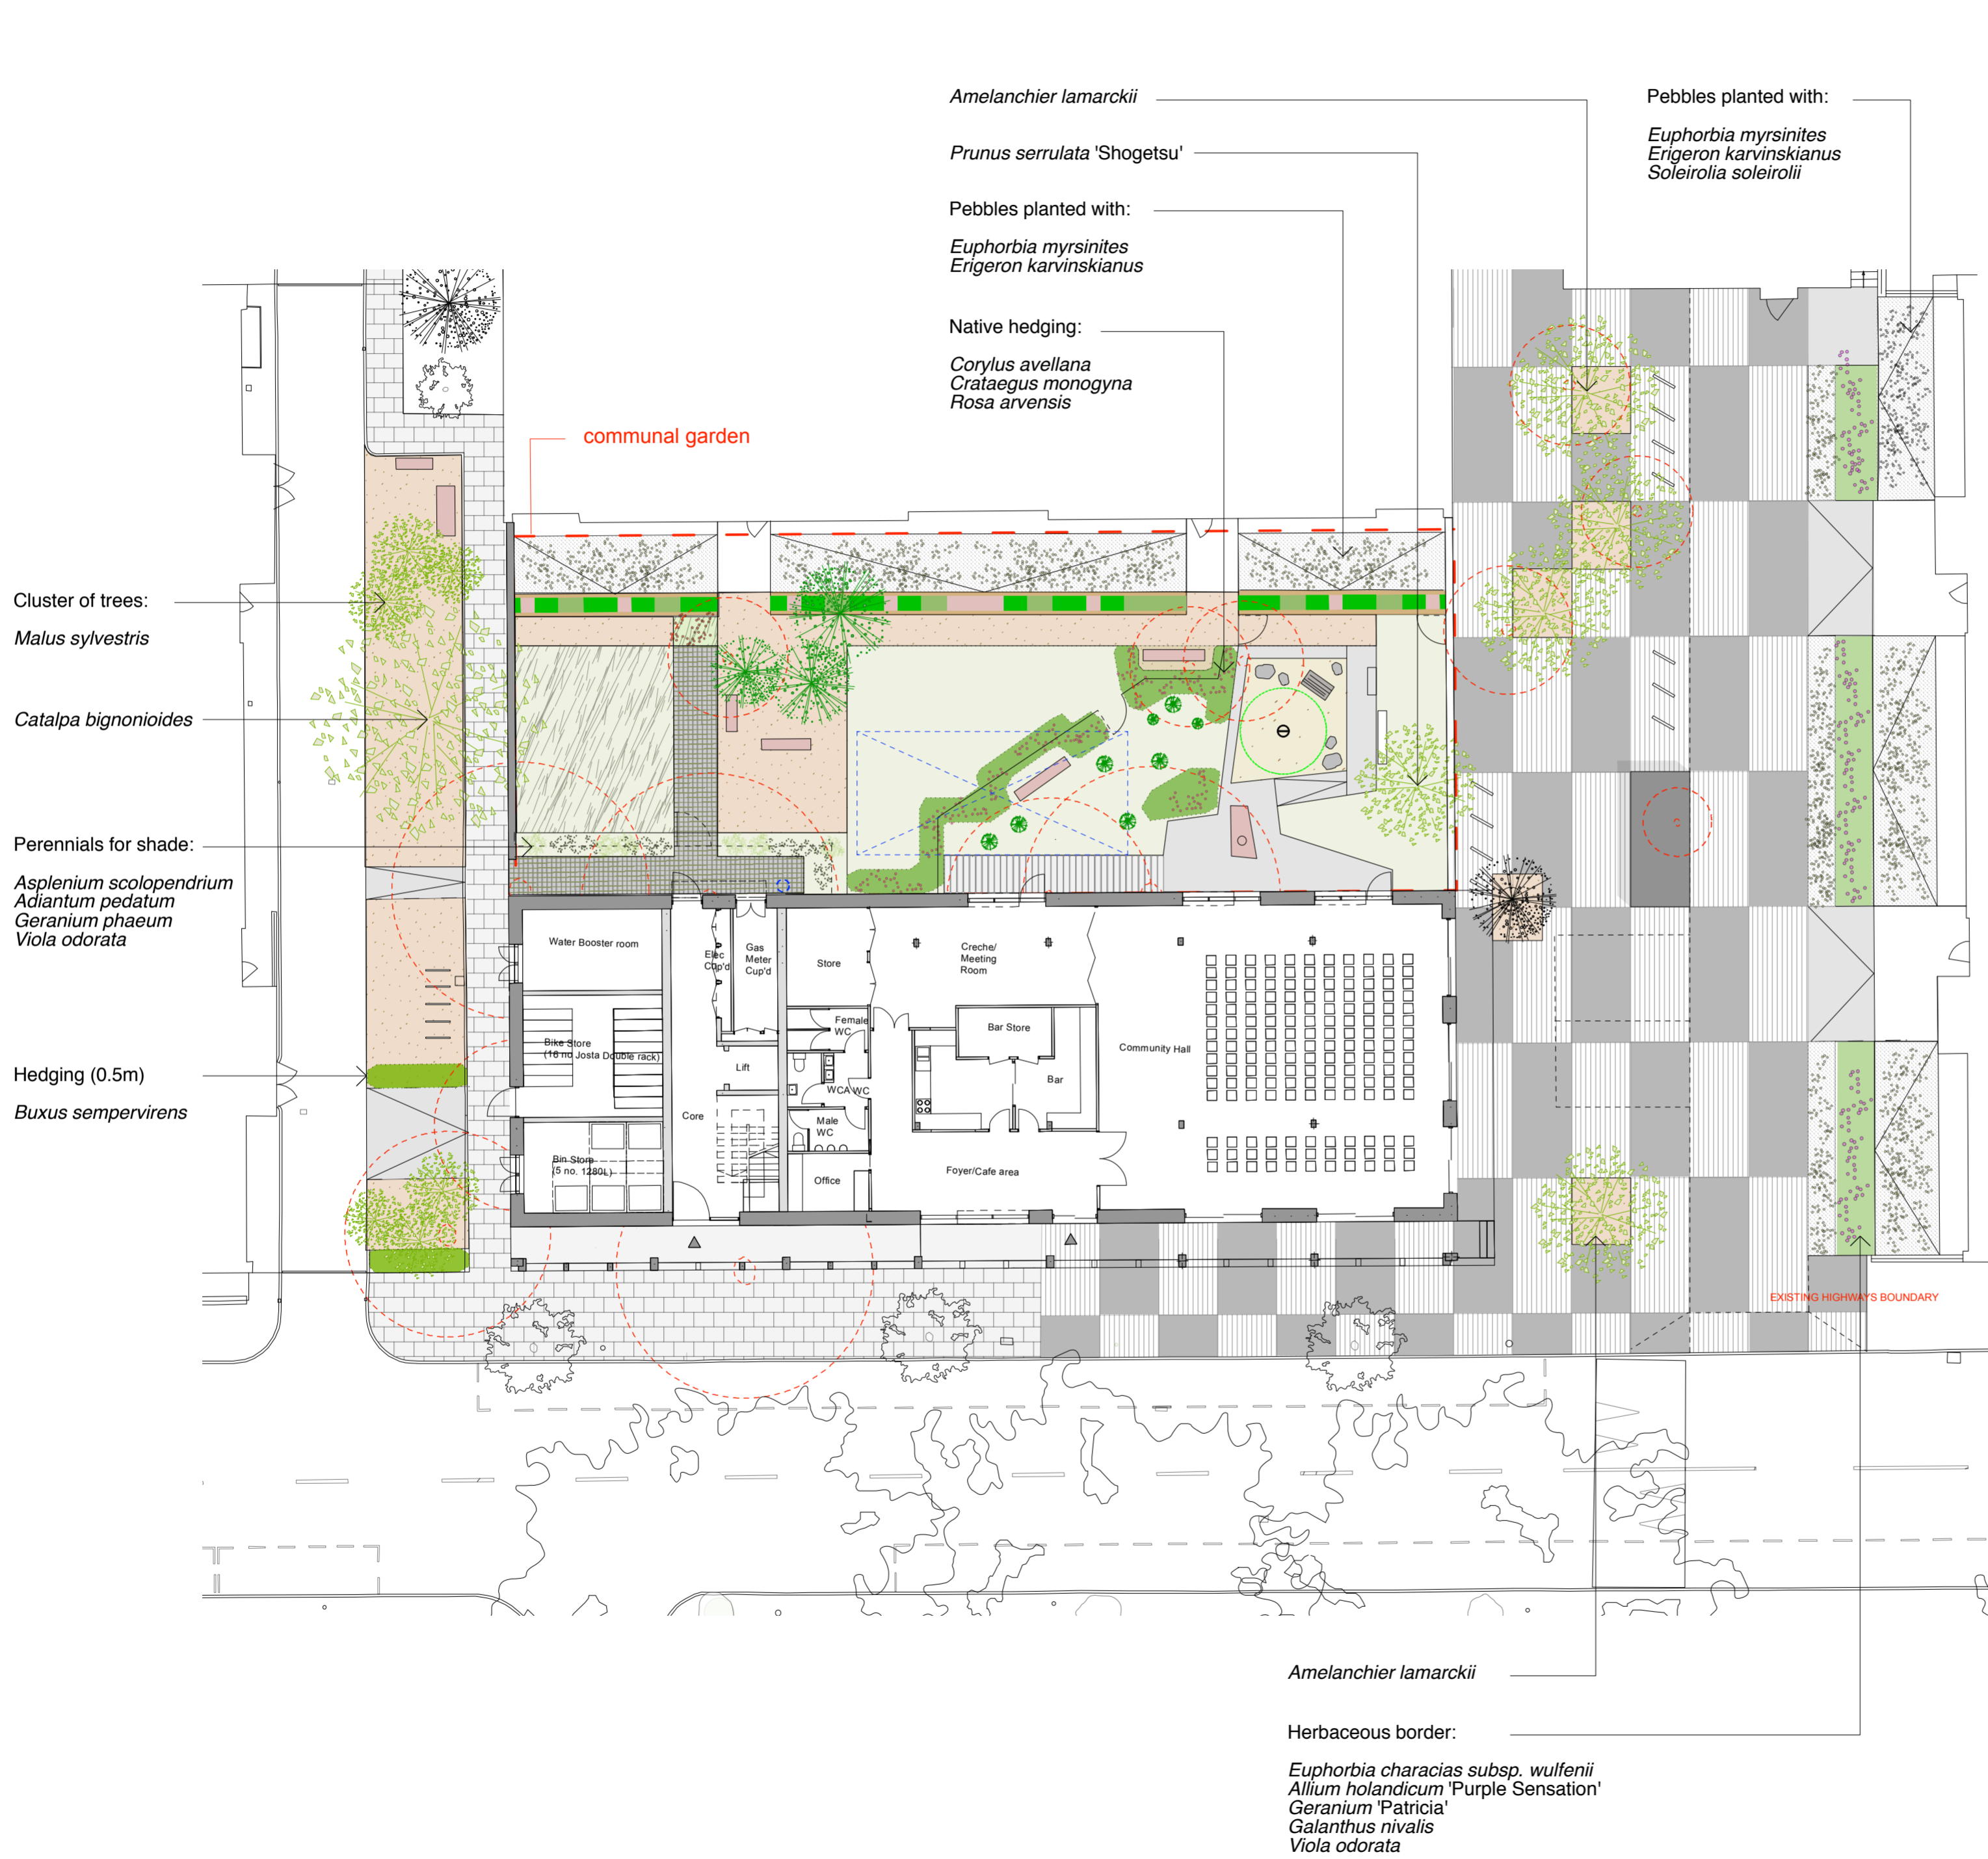 Amelanchier lamarckii
Prunus serrulata 'Shogetsu'
Pebbles planted with:
Euphorbia myrsinites
Erigeron karvinskianus
Native hedging:
Corylus avellana
Crataegus monogyna
Rosa arvensis
Pebbles planted with:
Euphorbia myrsinites
Erigeron karvinskianus
Soleirolia soleirolii
communal garden
Cluster of trees:
Malus sylvestris
Catalpa bignonioides
Perennials for shade:
Asplenium scolopendrium
Adiantum pedatum
Geranium phaeum
Viola odorata
Hedging (0.5m)
Buxus sempervirens
Water Booster room
Elec
Cup'd
Gas
Meter
Cup'd
Store
Creche/
Meeting
Room
Female
WC
Bar Store
Bike Store
(16 no Josta Double rack)
Lift
Community Hall
Bar
WCA WC
Core
Male
WC
Bin Store
(5 no. 1280L)
Office
Foyer/Cafe area
EXISTING HIGHWAYS BOUNDARY
Amelanchier lamarckii
Herbaceous border:
Euphorbia characias subsp. wulfenii
Allium holandicum 'Purple Sensation'
Geranium 'Patricia'
Galanthus nivalis
Viola odorata